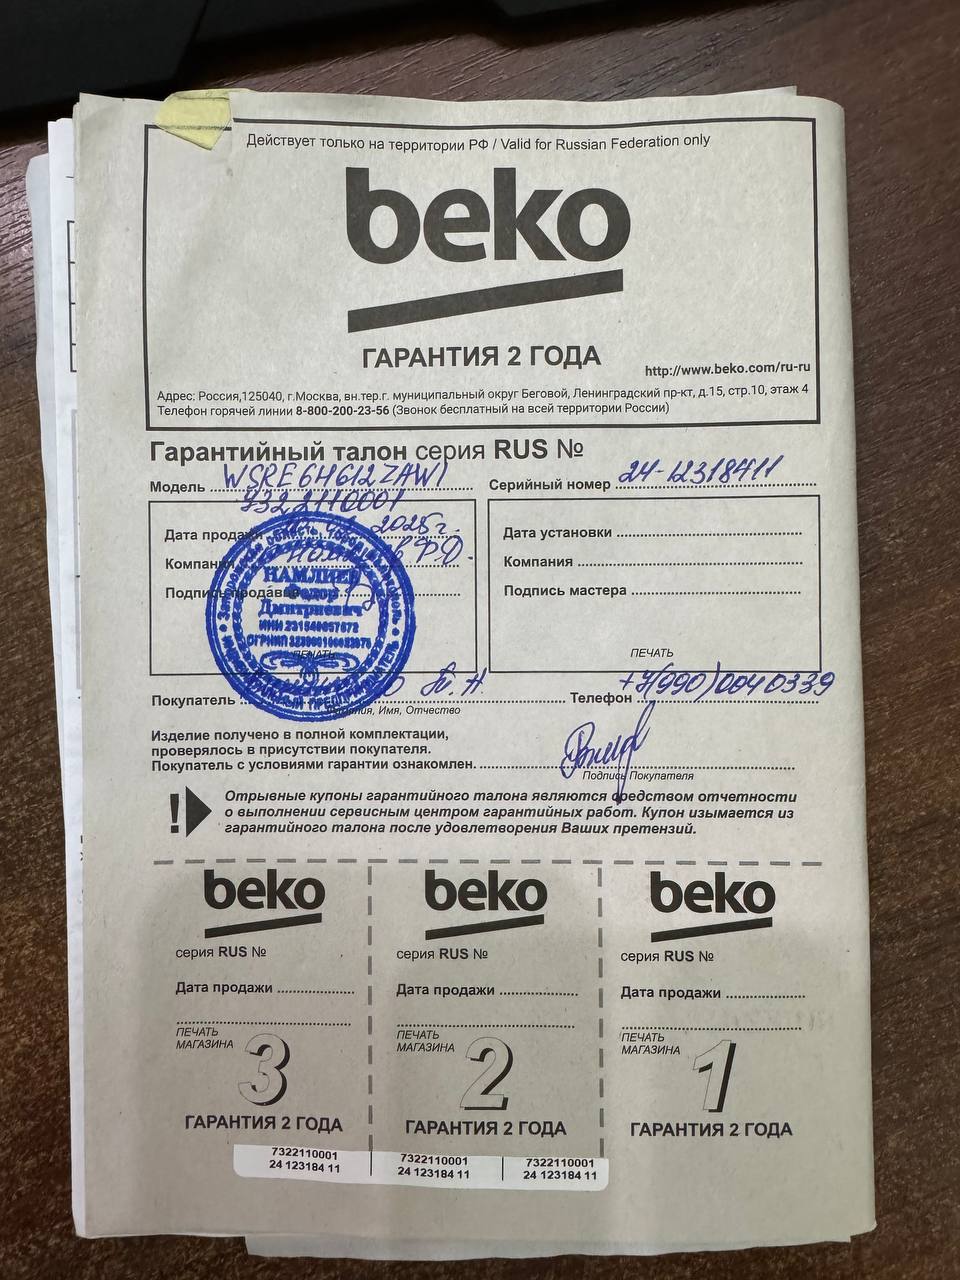 Действует только на территории РФ / Valid for Russian Federation only
beko
ГАРАНТИЯ 2 ГОДА
http://www.beko.com/ru-ru
Адрес: Россия,125040, г.Москва, вн.тер.г. муниципальный округ Беговой, Ленинградский пр-кт, д.15, стр.10, этаж 4
Телефон горячей линии 8-800-200-23-56 (Звонок бесплатный на всей территории России)
Гарантийный талон серия RUS №
Модель WSRE6H612ZAWI Серийный номер 24-12318411
7322110001
Дата продажи 2025 г.
Компания Ф.Д.
Подпись продавца
НАМЛИЕВ
Федор
Дмитриевич
ИНДИВИДУАЛЬНЫЙ ПРЕДПРИНИМАТЕЛЬ
ПЕЧАТЬ
Дата установки
Компания
Подпись мастера
ПЕЧАТЬ
Покупатель Телефон +7(990)0040339
Фамилия, Имя, Отчество
Изделие получено в полной комплектации,
проверялось в присутствии покупателя.
Покупатель с условиями гарантии ознакомлен.
Подпись Покупателя
! Отрывные купоны гарантийного талона являются средством отчетности
о выполнении сервисным центром гарантийных работ. Купон изымается из
гарантийного талона после удовлетворения Ваших претензий.
beko
серия RUS №
Дата продажи
ПЕЧАТЬ
МАГАЗИНА
3
ГАРАНТИЯ 2 ГОДА
7322110001
24 123184 11
beko
серия RUS №
Дата продажи
ПЕЧАТЬ
МАГАЗИНА
2
ГАРАНТИЯ 2 ГОДА
7322110001
24 123184 11
beko
серия RUS №
Дата продажи
ПЕЧАТЬ
МАГАЗИНА
1
ГАРАНТИЯ 2 ГОДА
7322110001
24 123184 11